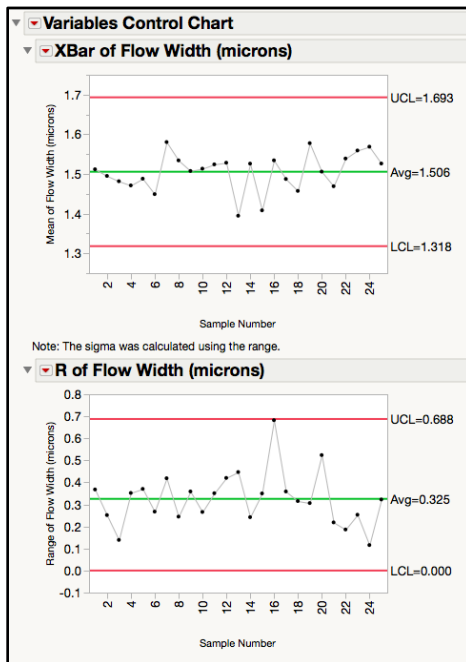 Variables Control Chart
XBar of Flow Width (microns)
Mean of Flow Width (microns)
1.7
1.6
1.5
1.4
1.3
UCL=1.693
Avg=1.506
LCL=1.318
2 4 6 8 10 12 14 16 18 20 22 24
Sample Number
Note: The sigma was calculated using the range.
R of Flow Width (microns)
Range of Flow Width (microns)
0.8
0.7
0.6
0.5
0.4
0.3
0.2
0.1
0.0
-0.1
UCL=0.688
Avg=0.325
LCL=0.000
2 4 6 8 10 12 14 16 18 20 22 24
Sample Number